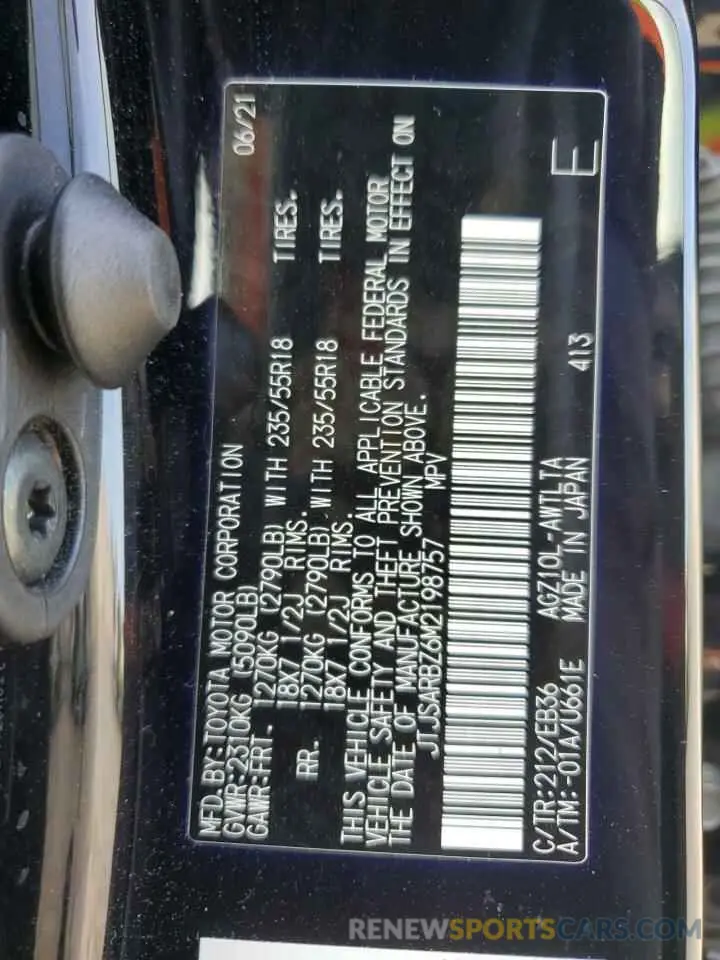 MFD.BY:TOYOTA MOTOR CORPORATION 06/21
GVWR:2310KG (5090LB)
GAWR:FRT. 1270KG (2790LB) WITH 235/55R18 TIRES.
18X7 1/2J RIMS.
RR. 1270KG (2790LB) WITH 235/55R18 TIRES.
18X7 1/2J RIMS.
THIS VEHICLE CONFORMS TO ALL APPLICABLE FEDERAL MOTOR
VEHICLE SAFETY AND THEFT PREVENTION STANDARDS IN EFFECT ON
THE DATE OF MANUFACTURE SHOWN ABOVE.
JTJSARBZ6M2198757 MPV
C/TR:212/EB36 AGZ10L-AWTLTA
A/TM:-01A/U661E MADE IN JAPAN 413 E
RENEWSPORTSCARS.COM